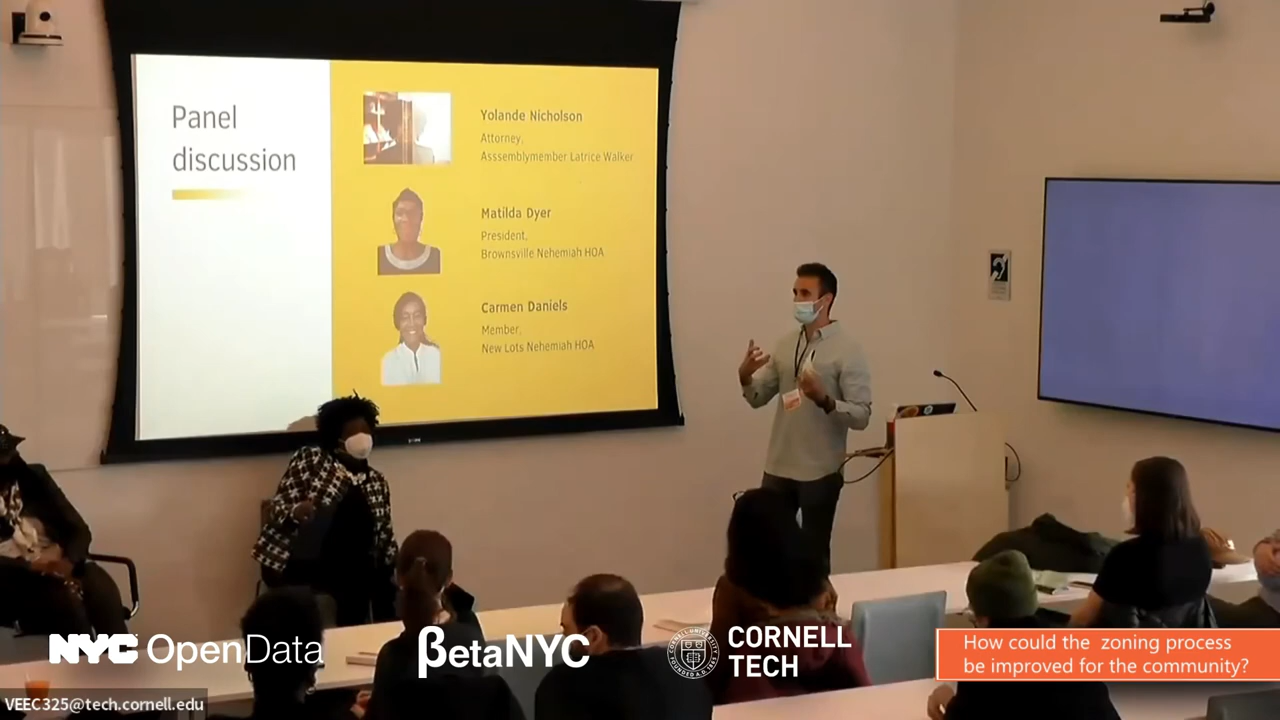 Panel
discussion
Yolande Nicholson
Attorney,
Asssemblymember Latrice Walker
Matilda Dyer
President,
Brownsville Nehemiah HOA
Carmen Daniels
Member,
New Lots Nehemiah HOA
NYC OpenData
βetaNYC
CORNELL
TECH
How could the zoning process
be improved for the community?
VEEC325@tech.cornell.edu